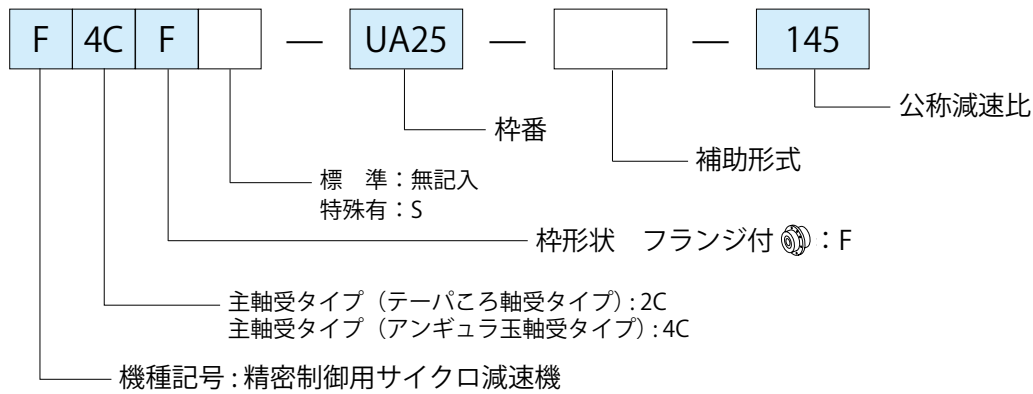 F 4C F — UA25 — — 145
公称減速比
枠番
補助形式
標 準：無記入
特殊有：S
枠形状 フランジ付 ：F
主軸受タイプ（テーパころ軸受タイプ）: 2C
主軸受タイプ（アンギュラ玉軸受タイプ）: 4C
機種記号 : 精密制御用サイクロ減速機